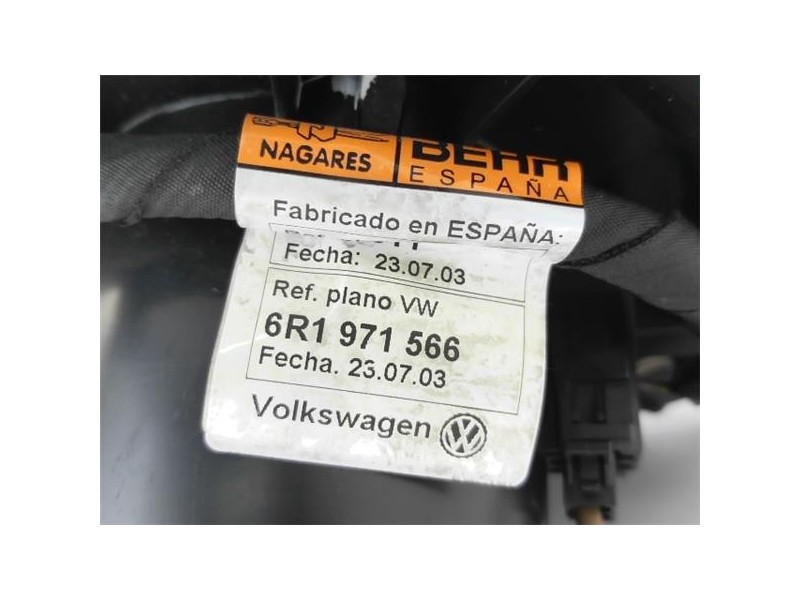 NAGARES
BEHR
ESPAÑA
Fabricado en ESPAÑA:
Fecha: 23.07.03
Ref. plano VW
6R1 971 566
Fecha. 23.07.03
Volkswagen